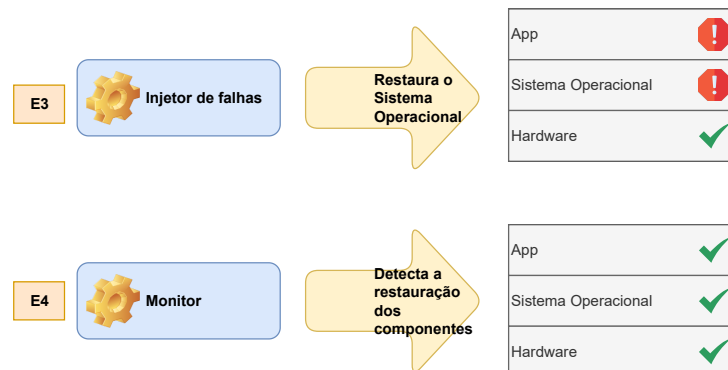 App
E3
Injetor de falhas
Restaura o
Sistema
Operacional
Sistema Operacional
Hardware
App
E4
Monitor
Detecta a
restauração
dos
componentes
Sistema Operacional
Hardware